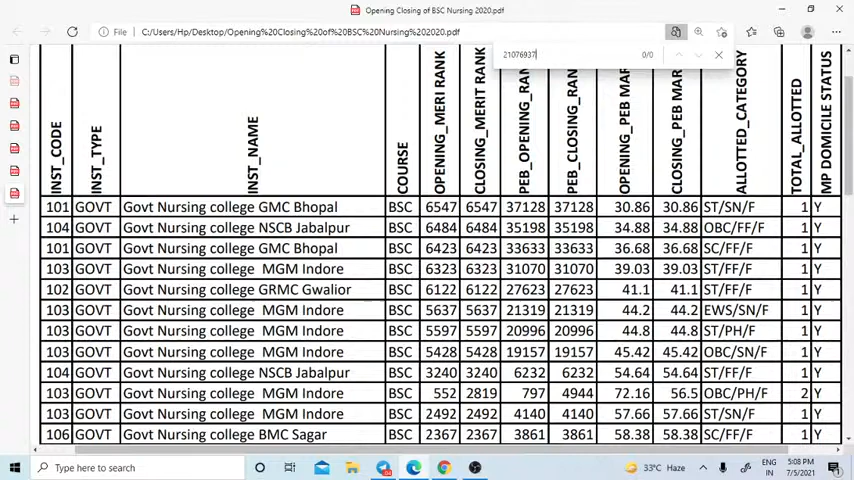 Opening Closing of BSC Nursing 2020.pdf
File C:/Users/Hp/Desktop/Opening%20Closing%20of%20BSC%20Nursing%202020.pdf
21076937 0/0
INST_CODE INST_TYPE INST_NAME COURSE OPENING_MERI RANK CLOSING_MERIT RANK PEB_OPENING_RAN PEB_CLOSING_RAN OPENING_PEB MAR CLOSING_PEB MAR ALLOTTED_CATEGORY TOTAL_ALLOTTED MP DOMICILE STATUS
101 GOVT Govt Nursing college GMC Bhopal BSC 6547 6547 37128 37128 30.86 30.86 ST/SN/F 1 Y
104 GOVT Govt Nursing college NSCB Jabalpur BSC 6484 6484 35198 35198 34.88 34.88 OBC/FF/F 1 Y
101 GOVT Govt Nursing college GMC Bhopal BSC 6423 6423 33633 33633 36.68 36.68 SC/FF/F 1 Y
103 GOVT Govt Nursing college MGM Indore BSC 6323 6323 31070 31070 39.03 39.03 ST/FF/F 1 Y
102 GOVT Govt Nursing college GRMC Gwalior BSC 6122 6122 27623 27623 41.1 41.1 ST/FF/F 1 Y
103 GOVT Govt Nursing college MGM Indore BSC 5637 5637 21319 21319 44.2 44.2 EWS/SN/F 1 Y
103 GOVT Govt Nursing college MGM Indore BSC 5597 5597 20996 20996 44.8 44.8 ST/PH/F 1 Y
103 GOVT Govt Nursing college MGM Indore BSC 5428 5428 19157 19157 45.42 45.42 OBC/SN/F 1 Y
104 GOVT Govt Nursing college NSCB Jabalpur BSC 3240 3240 6232 6232 54.64 54.64 ST/FF/F 1 Y
103 GOVT Govt Nursing college MGM Indore BSC 552 2819 797 4944 72.16 56.5 OBC/PH/F 2 Y
103 GOVT Govt Nursing college MGM Indore BSC 2492 2492 4140 4140 57.66 57.66 ST/SN/F 1 Y
106 GOVT Govt Nursing college BMC Sagar BSC 2367 2367 3861 3861 58.38 58.38 SC/FF/F 1 Y
Type here to search 33°C Haze ENG IN 5:08 PM 7/5/2021